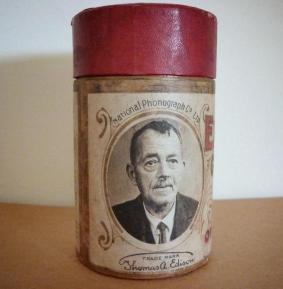 National Phonograph Co. Ltd.
E
TRADE MARK
Thomas A. Edison